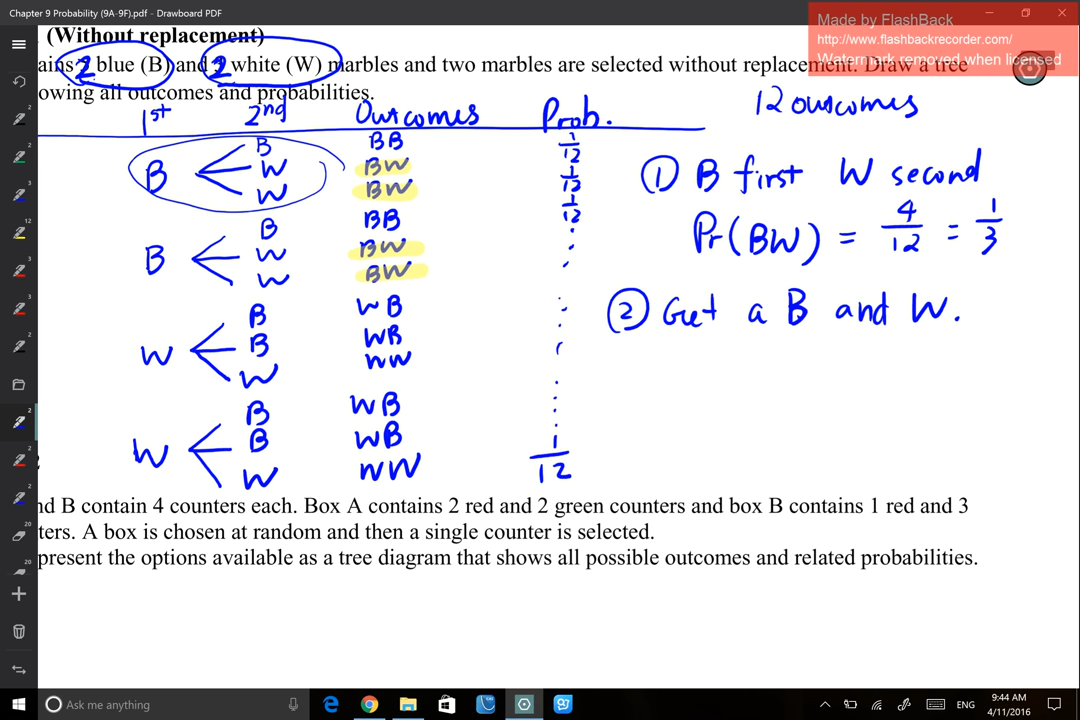 Chapter 9 Probability (9A-9F).pdf - Drawboard PDF
Made by FlashBack
http://www.flashbackrecorder.com/
Watermark removed when licensed
(Without replacement)
ains 2 blue (B) and 2 white (W) marbles and two marbles are selected without replacement. Draw a tree
owing all outcomes and probabilities.
1st 2nd Outcomes Prob.
12 outcomes
B B BB 1/12
W BW 1/12
W BW 1/12
B B BB
W BW
W BW
W B WB
B WB
W WW
W B WB
B WB
W WW 1/12
① B first W second
Pr(BW) = 4/12 = 1/3
② Get a B and W.
nd B contain 4 counters each. Box A contains 2 red and 2 green counters and box B contains 1 red and 3
ters. A box is chosen at random and then a single counter is selected.
present the options available as a tree diagram that shows all possible outcomes and related probabilities.
Ask me anything
ENG
9:44 AM
4/11/2016